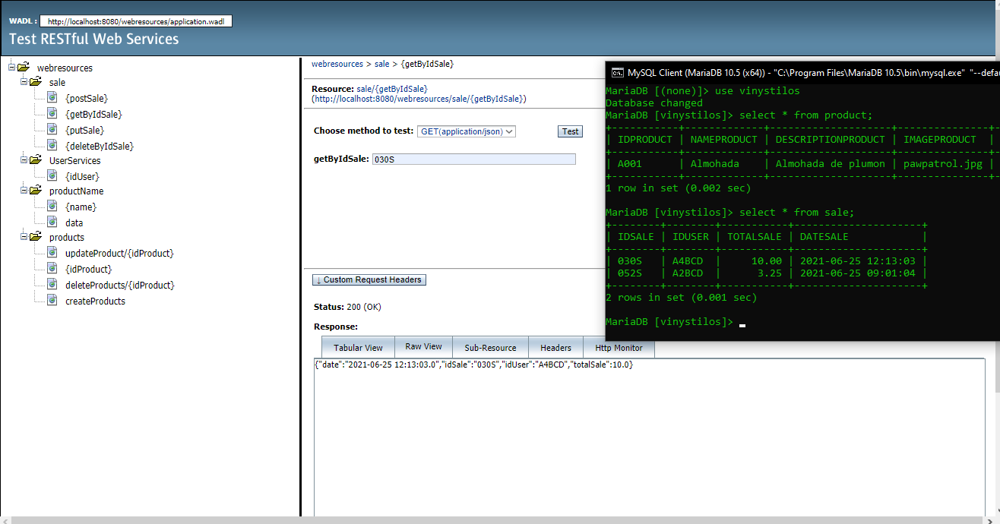 WADL : http://localhost:8080/webresources/application.wadl
Test RESTful Web Services
webresources
sale
{postSale}
{getByIdSale}
{putSale}
{deleteByIdSale}
UserServices
{idUser}
productName
{name}
data
products
updateProduct/{idProduct}
{idProduct}
deleteProducts/{idProduct}
createProducts
webresources > sale > {getByIdSale}
Resource: sale/{getByIdSale}
(http://localhost:8080/webresources/sale/{getByIdSale})
Choose method to test: GET(application/json) Test
getByIdSale: 030S
↓ Custom Request Headers
Status: 200 (OK)
Response:
Tabular View Raw View Sub-Resource Headers Http Monitor
{"date":"2021-06-25 12:13:03.0","idSale":"030S","idUser":"A4BCD","totalSale":10.0}
MySQL Client (MariaDB 10.5 (x64)) - "C:\Program Files\MariaDB 10.5\bin\mysql.exe" "--defau
MariaDB [(none)]> use vinystilos
Database changed
MariaDB [vinystilos]> select * from product;
+-----------+-------------+--------------------+---------------+-
| IDPRODUCT | NAMEPRODUCT | DESCRIPTIONPRODUCT | IMAGEPRODUCT  |
+-----------+-------------+--------------------+---------------+-
| A001      | Almohada    | Almohada de plumon | pawpatrol.jpg |
+-----------+-------------+--------------------+---------------+-
1 row in set (0.002 sec)
MariaDB [vinystilos]> select * from sale;
+--------+--------+-----------+---------------------+
| IDSALE | IDUSER | TOTALSALE | DATESALE            |
+--------+--------+-----------+---------------------+
| 030S   | A4BCD  |     10.00 | 2021-06-25 12:13:03 |
| 052S   | A2BCD  |      3.25 | 2021-06-25 09:01:04 |
+--------+--------+-----------+---------------------+
2 rows in set (0.001 sec)
MariaDB [vinystilos]> _